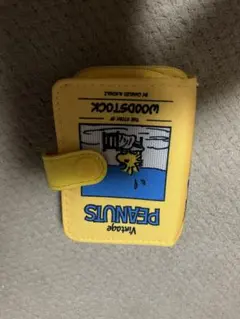 Vintage
PEANUTS
THE STORY OF
WOODSTOCK
BY CHARLES M.SCHULZ